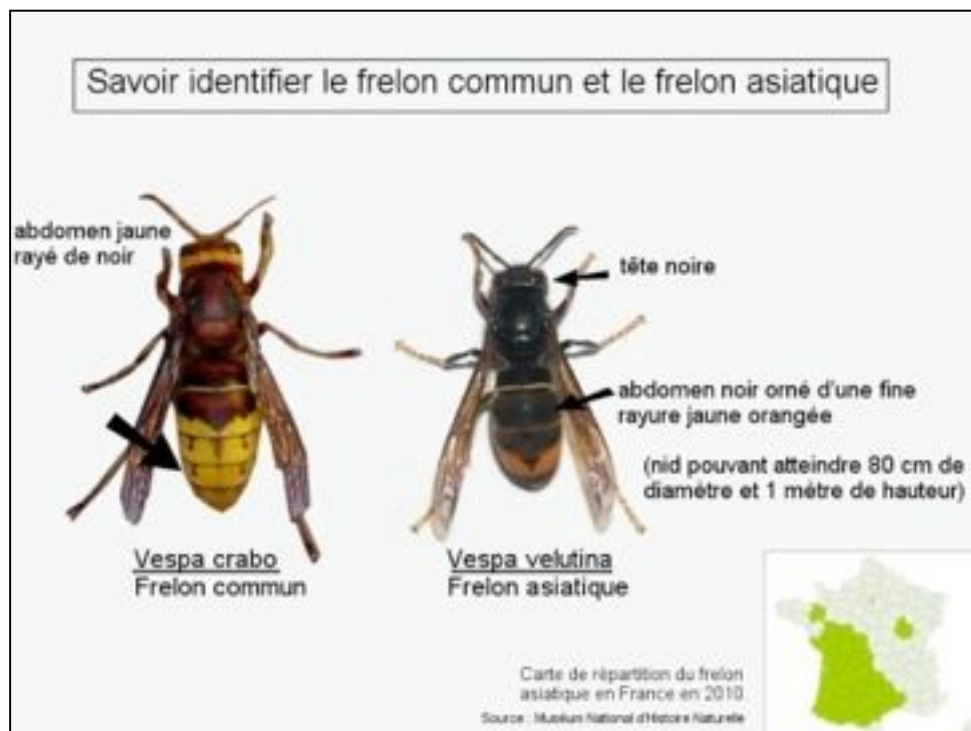 Savoir identifier le frelon commun et le frelon asiatique
abdomen jaune
rayé de noir
tête noire
abdomen noir orné d'une fine
rayure jaune orangée
(nid pouvant atteindre 80 cm de
diamètre et 1 mètre de hauteur)
Vespa crabo
Frelon commun
Vespa velutina
Frelon asiatique
Carte de répartition du frelon
asiatique en France en 2010
Source : Muséum National d'Histoire Naturelle